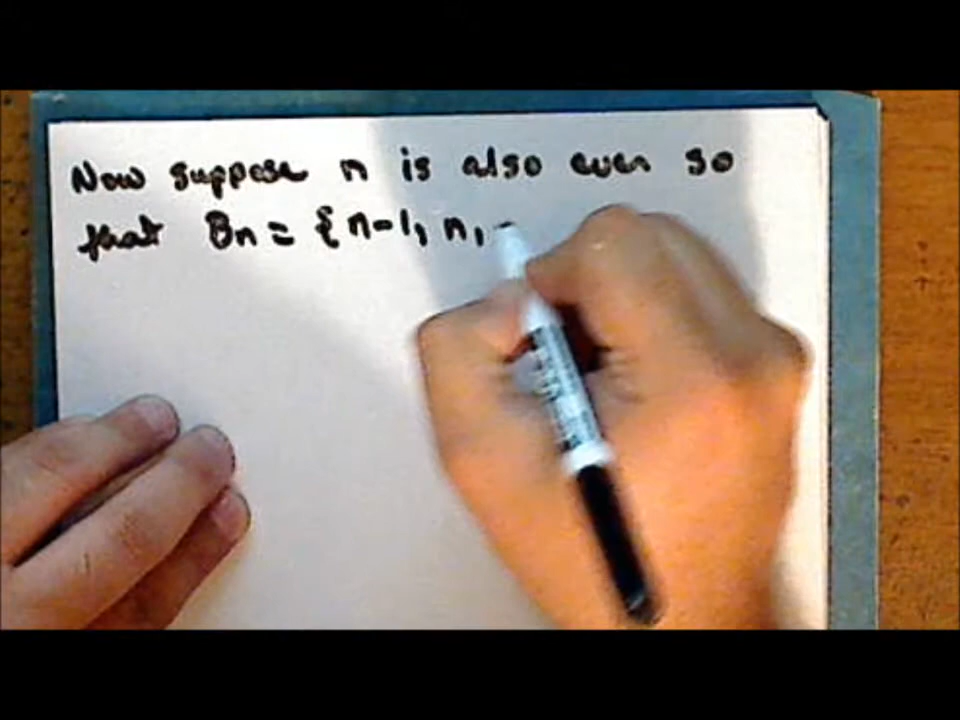 Now suppose n is also even so
that Bn = {n-1, n,